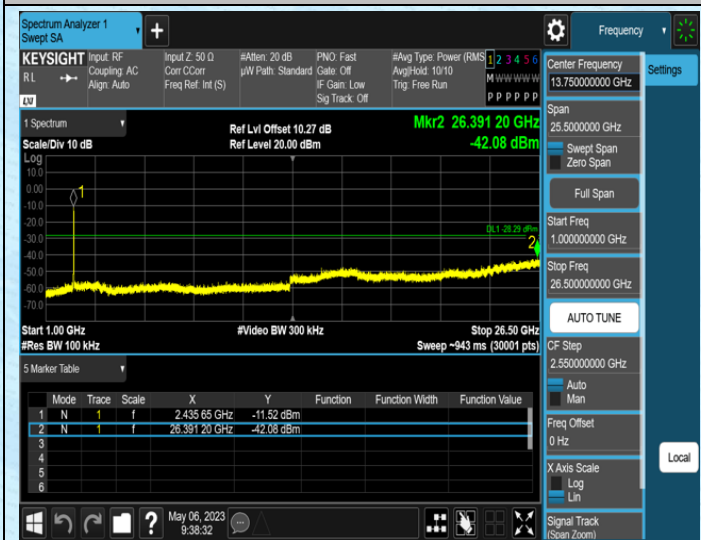 Spectrum Analyzer 1
Swept SA
+
Frequency
KEYSIGHT
RL
LXI
Input: RF
Coupling: AC
Align: Auto
Input Z: 50 Ω
Corr CCorr
Freq Ref: Int (S)
#Atten: 20 dB
µW Path: Standard
PNO: Fast
Gate: Off
IF Gain: Low
Sig Track: Off
#Avg Type: Power (RMS
Avg|Hold: 10/10
Trig: Free Run
1 2 3 4 5 6
M W W W W W
P P P P P P
1 Spectrum
Scale/Div 10 dB
Ref Lvl Offset 10.27 dB
Ref Level 20.00 dBm
Mkr2 26.391 20 GHz
-42.08 dBm
Log
10.0
0.00
-10.0
-20.0
-30.0
-40.0
-50.0
-60.0
-70.0
1
DL1 -28.29 dBm
2
Start 1.00 GHz
#Res BW 100 kHz
#Video BW 300 kHz
Stop 26.50 GHz
Sweep ~943 ms (30001 pts)
5 Marker Table
Mode Trace Scale X Y Function Function Width Function Value
1 N 1 f 2.435 65 GHz -11.52 dBm
2 N 1 f 26.391 20 GHz -42.08 dBm
3
4
5
6
?
May 06, 2023
9:38:32
Center Frequency
13.75000000 GHz
Settings
Span
25.5000000 GHz
Swept Span
Zero Span
Full Span
Start Freq
1.000000000 GHz
Stop Freq
26.500000000 GHz
AUTO TUNE
CF Step
2.550000000 GHz
Auto
Man
Freq Offset
0 Hz
X Axis Scale
Log
Lin
Signal Track
(Span Zoom)
Local